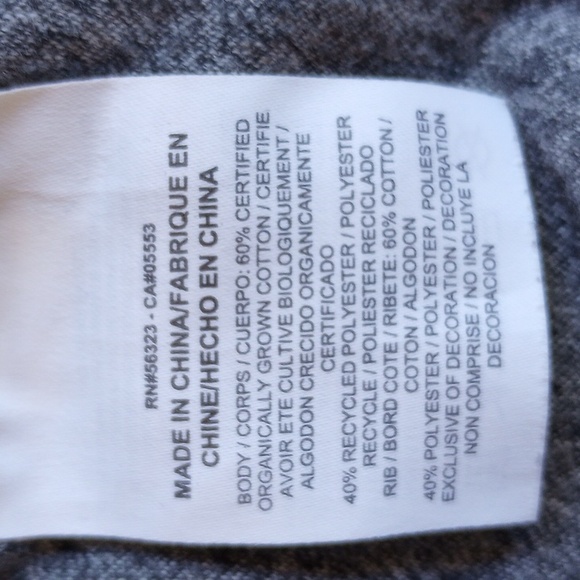 RN#56323 - CA#05553
MADE IN CHINA/FABRIQUE EN
CHINE/HECHO EN CHINA
BODY / CORPS / CUERPO: 60% CERTIFIED
ORGANICALLY GROWN COTTON / CERTIFIE
AVOIR ETE CULTIVE BIOLOGIQUEMENT /
ALGODON CRECIDO ORGANICAMENTE
CERTIFICADO
40% RECYCLED POLYESTER / POLYESTER
RECYCLE / POLIESTER RECICLADO
RIB / BORD COTE / RIBETE: 60% COTTON /
COTON / ALGODON
40% POLYESTER / POLYESTER / POLIESTER
EXCLUSIVE OF DECORATION / DECORATION
NON COMPRISE / NO INCLUYE LA
DECORACION